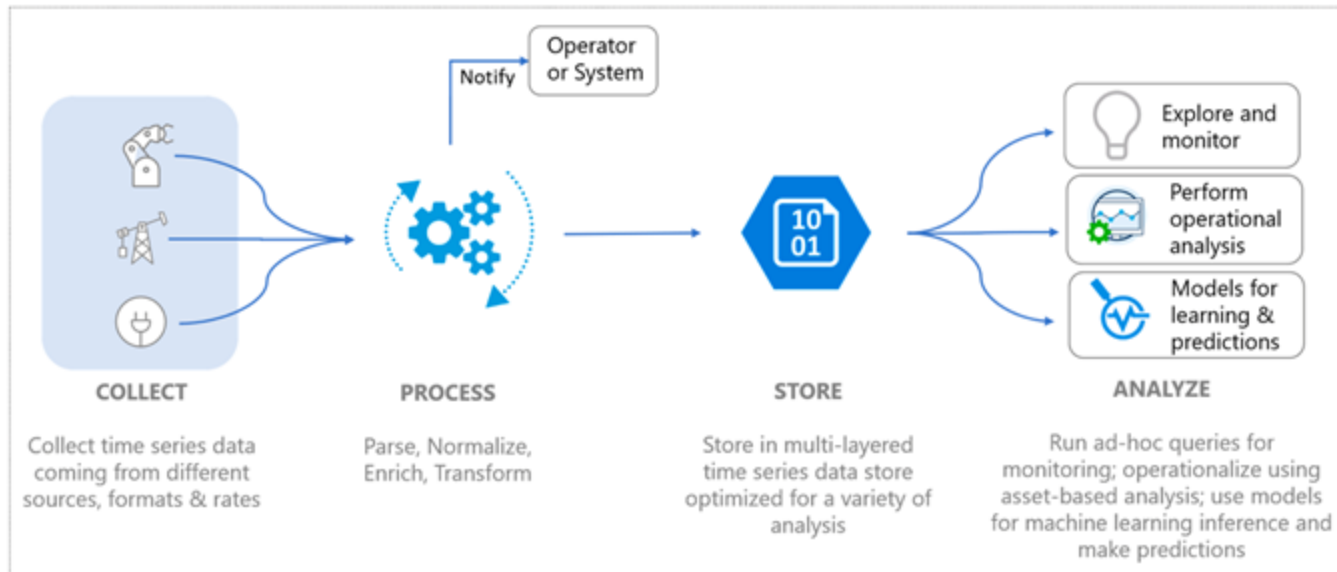 Operator
or System
Notify
Explore and
monitor
10
01
Perform
operational
analysis
Models for
learning &
predictions
COLLECT
PROCESS
STORE
ANALYZE
Collect time series data
coming from different
sources, formats & rates
Parse, Normalize,
Enrich, Transform
Store in multi-layered
time series data store
optimized for a variety of
analysis
Run ad-hoc queries for
monitoring; operationalize using
asset-based analysis; use models
for machine learning inference and
make predictions